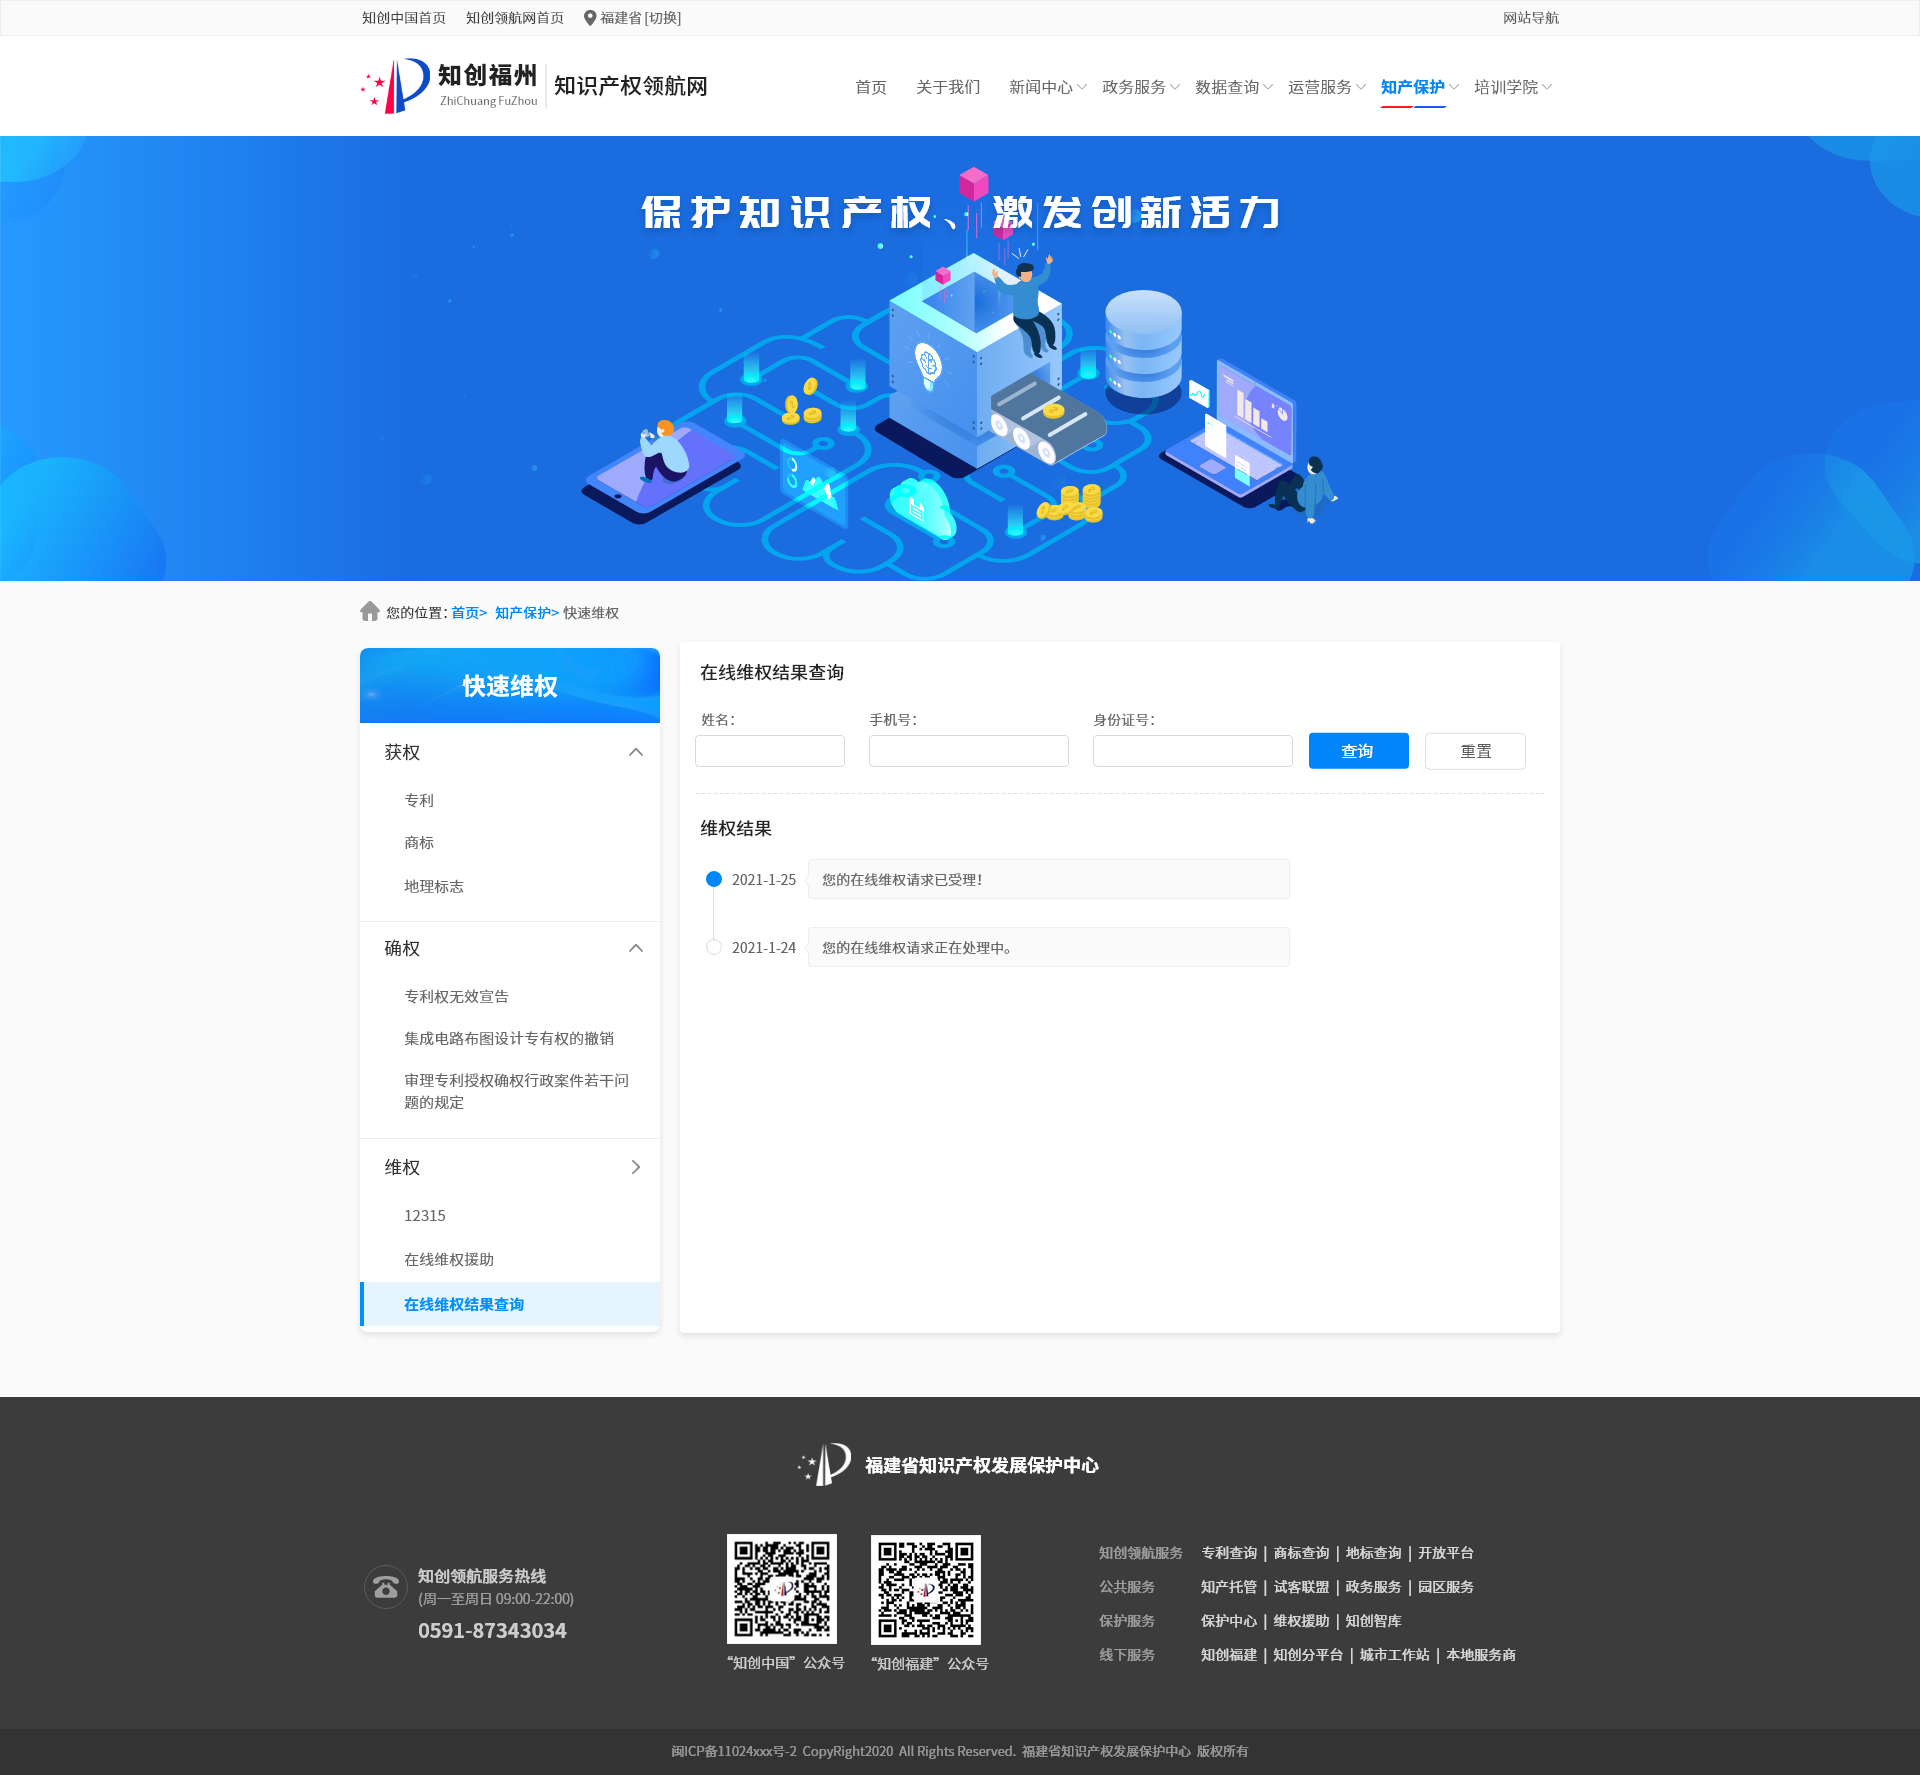 知创中国首页 知创领航网首页 福建省 [切换] 网站导航
知创福州
ZhiChuang FuZhou
知识产权领航网
首页 关于我们 新闻中心 政务服务 数据查询 运营服务 知产保护 培训学院
保护知识产权、激发创新活力
您的位置：首页> 知产保护> 快速维权
快速维权
获权
专利
商标
地理标志
确权
专利权无效宣告
集成电路布图设计专有权的撤销
审理专利授权确权行政案件若干问
题的规定
维权
12315
在线维权援助
在线维权结果查询
在线维权结果查询
姓名： 手机号： 身份证号：
查询 重置
维权结果
2021-1-25 您的在线维权请求已受理！
2021-1-24 您的在线维权请求正在处理中。
福建省知识产权发展保护中心
知创领航服务热线
(周一至周日 09:00-22:00)
0591-87343034
“知创中国”公众号 “知创福建”公众号
知创领航服务 专利查询 | 商标查询 | 地标查询 | 开放平台
公共服务 知产托管 | 试客联盟 | 政务服务 | 园区服务
保护服务 保护中心 | 维权援助 | 知创智库
线下服务 知创福建 | 知创分平台 | 城市工作站 | 本地服务商
闽ICP备11024xxx号-2 CopyRight2020 All Rights Reserved. 福建省知识产权发展保护中心 版权所有